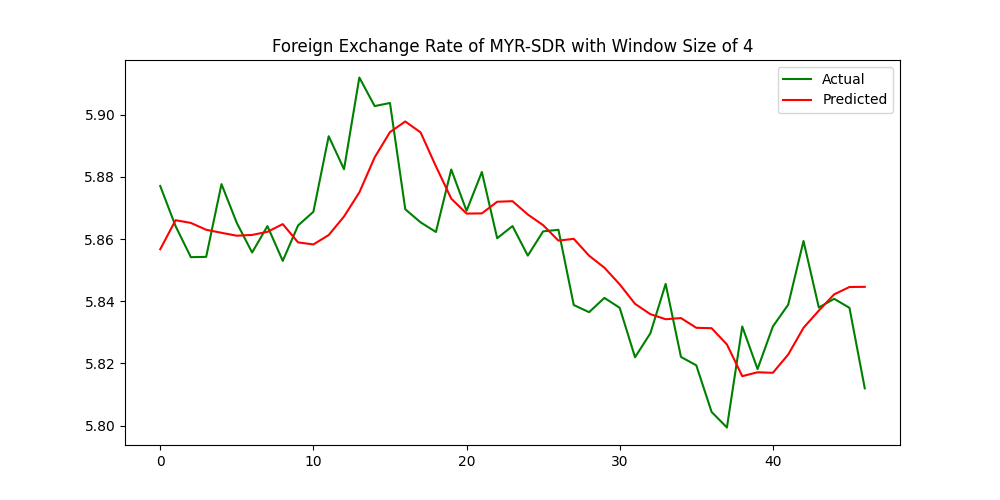 Foreign Exchange Rate of MYR-SDR with Window Size of 4
Actual
Predicted
5.90
5.88
5.86
5.84
5.82
5.80
0 10 20 30 40